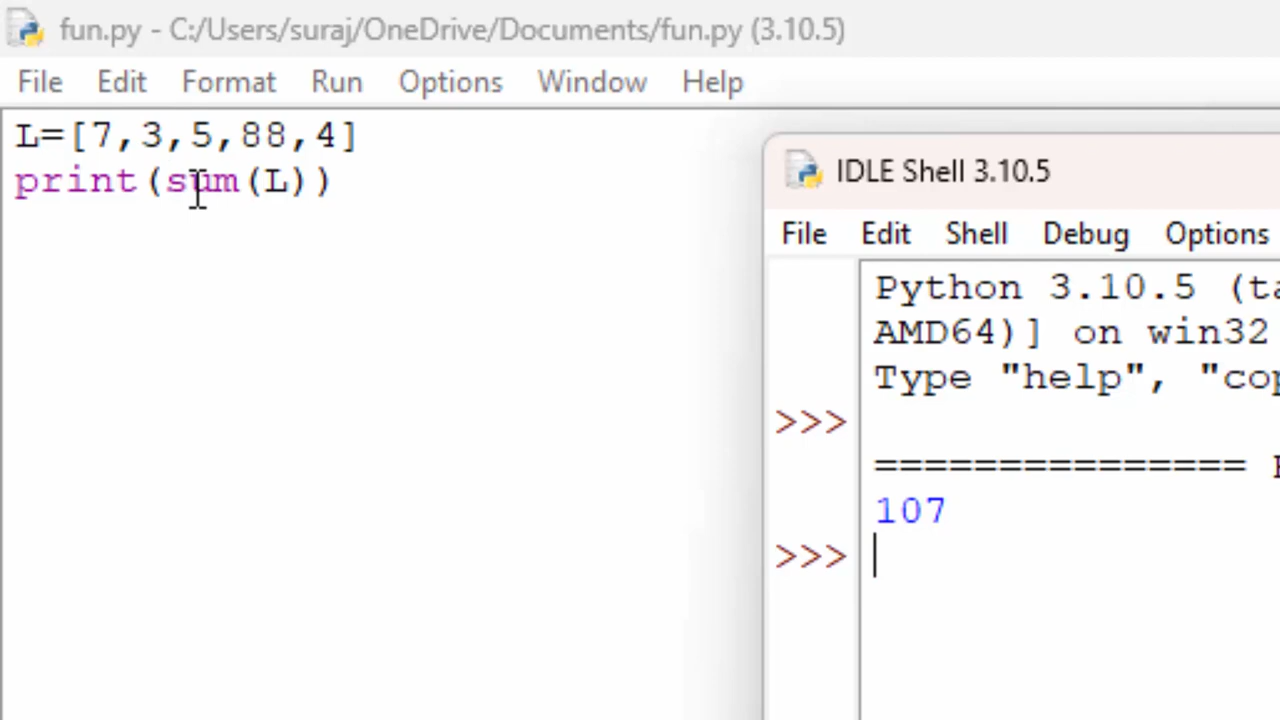 fun.py - C:/Users/suraj/OneDrive/Documents/fun.py (3.10.5)
File Edit Format Run Options Window Help
L=[7,3,5,88,4]
print(sum(L))
IDLE Shell 3.10.5
File Edit Shell Debug Options
Python 3.10.5 (ta
AMD64)] on win32
Type "help", "cop
>>>
===============
107
>>>